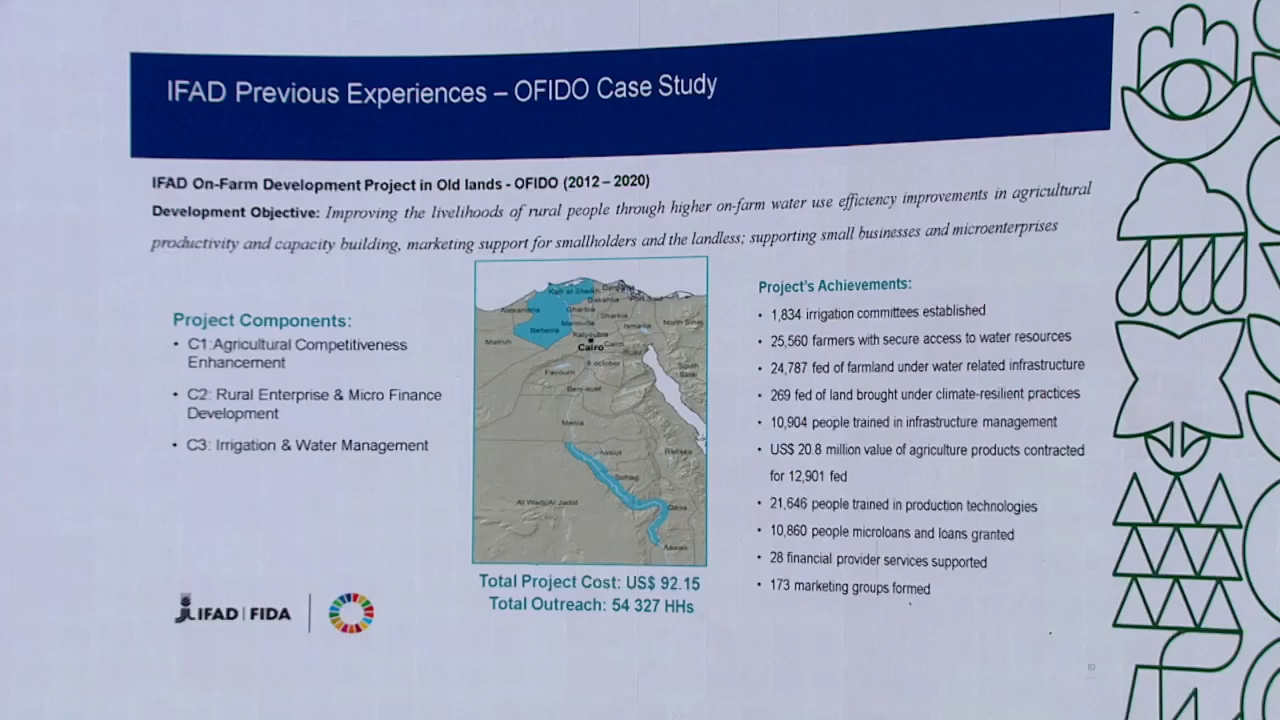 IFAD Previous Experiences – OFIDO Case Study
IFAD On-Farm Development Project in Old lands - OFIDO (2012 – 2020)
Development Objective: Improving the livelihoods of rural people through higher on-farm water use efficiency improvements in agricultural
productivity and capacity building, marketing support for smallholders and the landless; supporting small businesses and microenterprises
Project Components:
• C1:Agricultural Competitiveness
Enhancement
• C2: Rural Enterprise & Micro Finance
Development
• C3: Irrigation & Water Management
Kafr el Sheikh
Alexandria
Dakahlia
Gharbia
Sharkia
Menoufia
Beheira
Ismailia
North Sinai
Kalyoubia
Matruh
Cairo
Cairo
South
Sinai
6 october
Fayoum
Beni-suef
Menia
Assiut
Sohag
Qena
Aswan
Total Project Cost: US$ 92.15
Total Outreach: 54 327 HHs
Project's Achievements:
• 1,834 irrigation committees established
• 25,560 farmers with secure access to water resources
• 24,787 fed of farmland under water related infrastructure
• 269 fed of land brought under climate-resilient practices
• 10,904 people trained in infrastructure management
• US$ 20.8 million value of agriculture products contracted
for 12,901 fed
• 21,646 people trained in production technologies
• 10,860 people microloans and loans granted
• 28 financial provider services supported
• 173 marketing groups formed
JLIFAD | FIDA